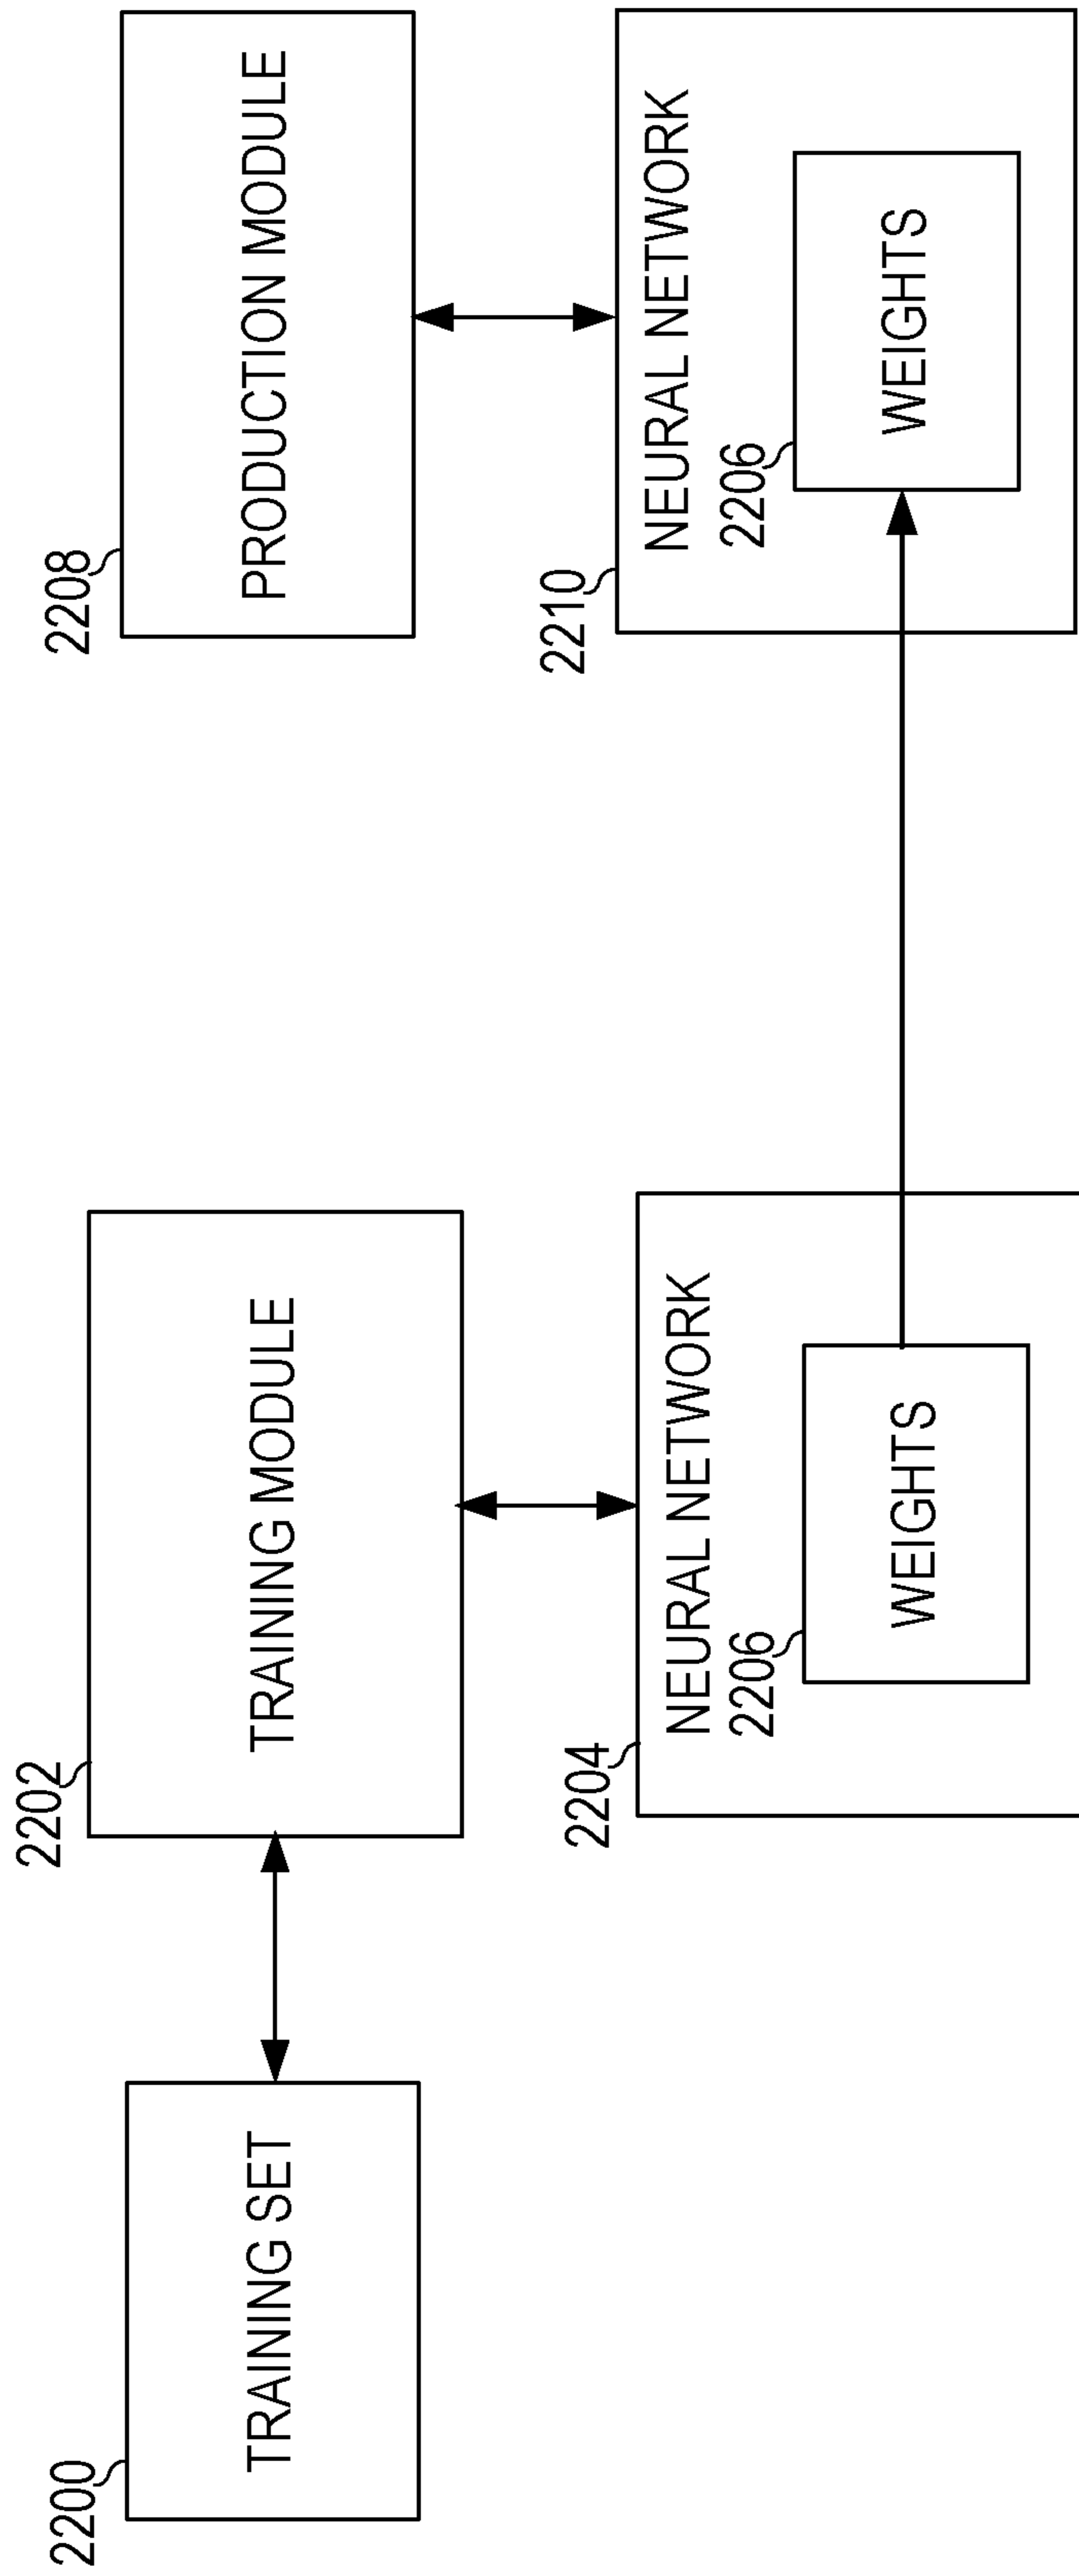 2200
TRAINING SET
2202
TRAINING MODULE
2204
NEURAL NETWORK
2206
WEIGHTS
2208
PRODUCTION MODULE
2210
NEURAL NETWORK
2206
WEIGHTS